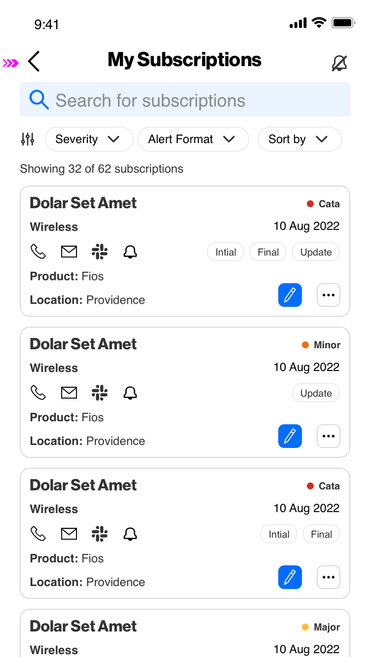 9:41
My Subscriptions
Search for subscriptions
Severity Alert Format Sort by
Showing 32 of 62 subscriptions
Dolar Set Amet Cata
Wireless 10 Aug 2022
Intial Final Update
Product: Fios
Location: Providence
Dolar Set Amet Minor
Wireless 10 Aug 2022
Update
Product: Fios
Location: Providence
Dolar Set Amet Cata
Wireless 10 Aug 2022
Intial Final
Product: Fios
Location: Providence
Dolar Set Amet Major
Wireless 10 Aug 2022